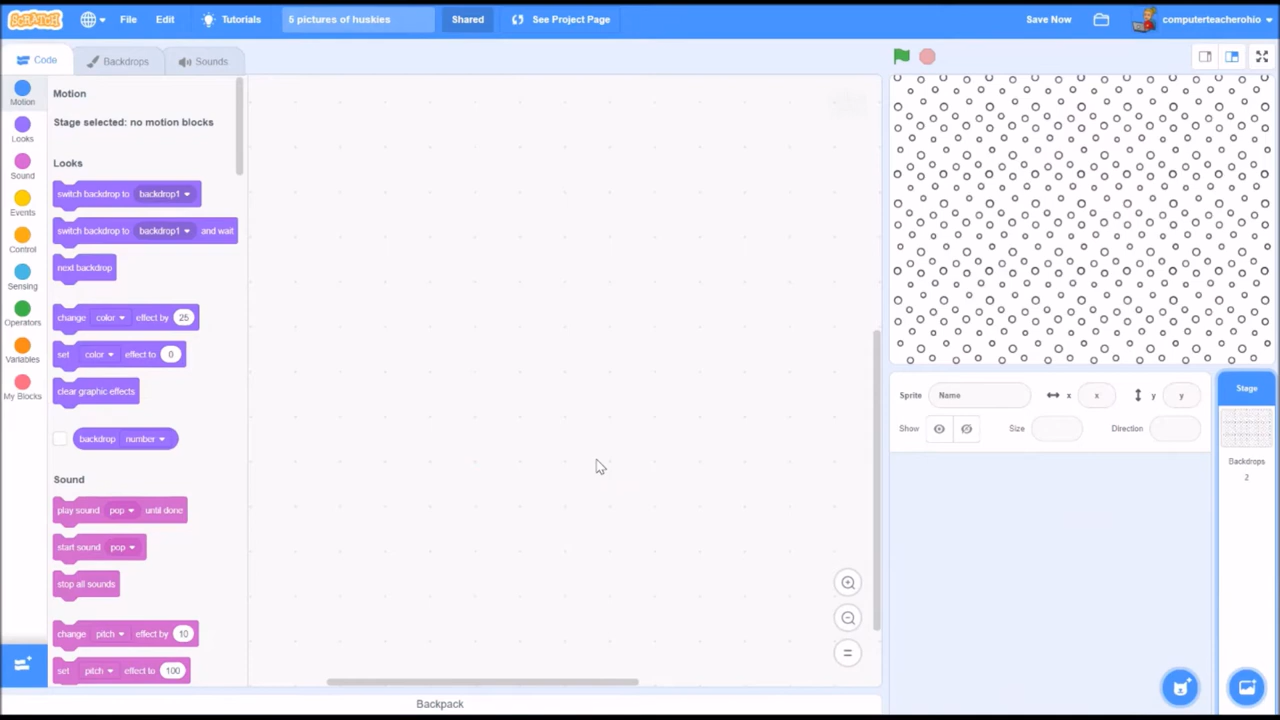 SCRATCH File Edit Tutorials 5 pictures of huskies Shared See Project Page Save Now computerteacherohio
Code Backdrops Sounds
Motion
Looks
Sound
Events
Control
Sensing
Operators
Variables
My Blocks
Motion
Stage selected: no motion blocks
Looks
switch backdrop to backdrop1
switch backdrop to backdrop1 and wait
next backdrop
change color effect by 25
set color effect to 0
clear graphic effects
backdrop number
Sound
play sound pop until done
start sound pop
stop all sounds
change pitch effect by 10
set pitch effect to 100
Sprite Name x x y y
Show Size Direction
Stage
Backdrops
2
Backpack